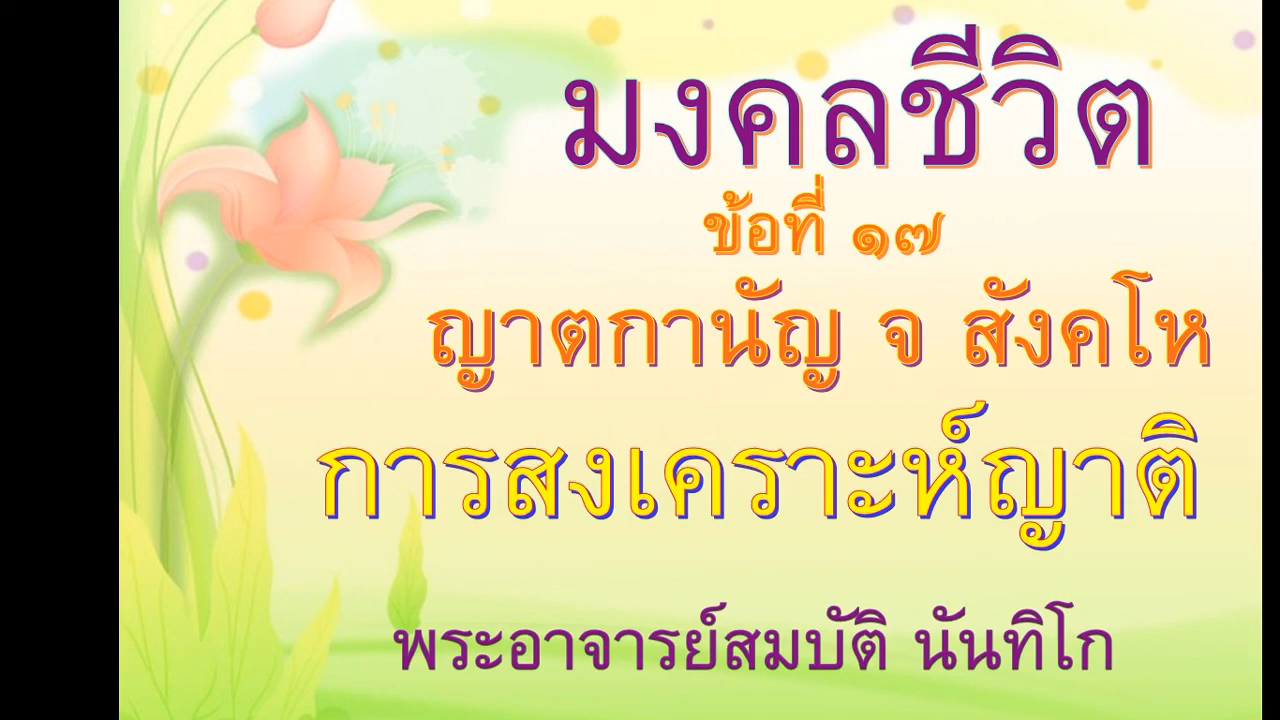 มงคลชีวิต
ข้อที่ ๑๗
ญาตกานัญ จ สังคโห
การสงเคราะห์ญาติ
พระอาจารย์สมบัติ นันทิโก